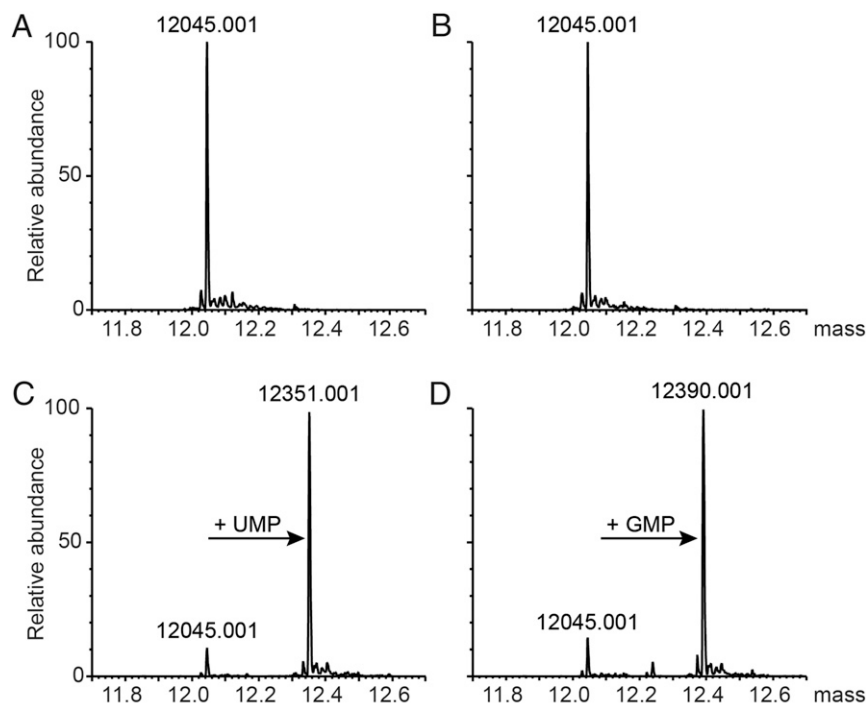 A
12045.001
100
50
0
Relative abundance
11.8 12.0 12.2 12.4 12.6
B
12045.001
11.8 12.0 12.2 12.4 12.6 mass
C
12351.001
100
50
0
Relative abundance
+ UMP
12045.001
11.8 12.0 12.2 12.4 12.6
D
12390.001
+ GMP
12045.001
11.8 12.0 12.2 12.4 12.6 mass